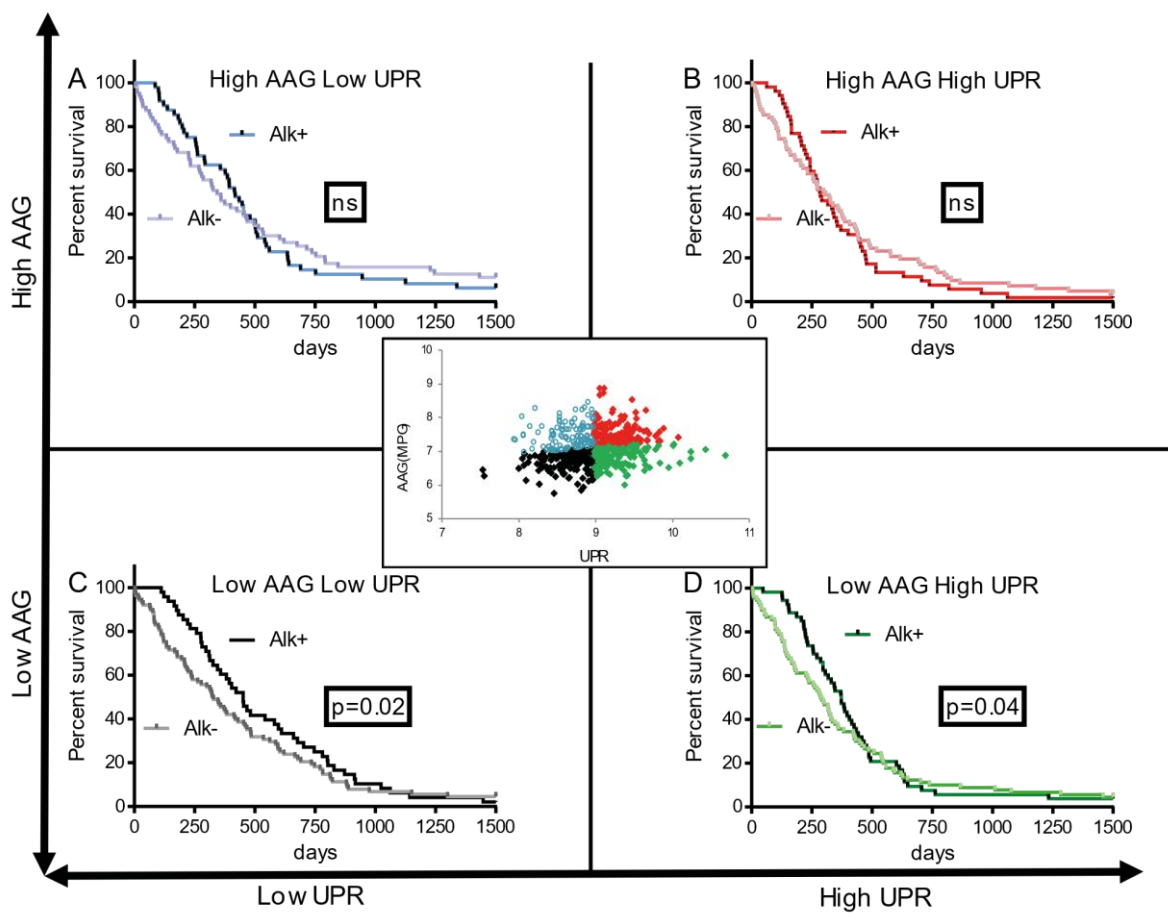 A
High AAG Low UPR
Percent survival
100
80
60
40
20
0
Alk+
Alk-
ns
0 250 500 750 1000 1250 1500
days
B
High AAG High UPR
Percent survival
100
80
60
40
20
0
Alk+
Alk-
ns
0 250 500 750 1000 1250 1500
days
High AAG
10
9
8
7
6
5
AAG(MPG)
7 8 9 10 11
UPR
Low AAG
C
Low AAG Low UPR
Percent survival
100
80
60
40
20
0
Alk+
Alk-
p=0.02
0 250 500 750 1000 1250 1500
days
D
Low AAG High UPR
Percent survival
100
80
60
40
20
0
Alk+
Alk-
p=0.04
0 250 500 750 1000 1250 1500
days
Low UPR
High UPR